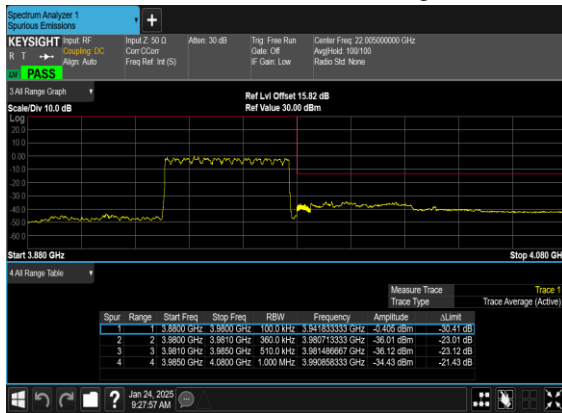 Spectrum Analyzer 1
Spurious Emissions
KEYSIGHT Input: RF Input Z: 50 Ω Atten: 30 dB Trig: Free Run Center Freq: 22.005000000 GHz
R T Coupling: DC Corr CCorr Gate: Off Avg|Hold: 100/100
Align: Auto Freq Ref: Int (S) IF Gain: Low Radio Std: None
PASS
3 All Range Graph
Ref Lvl Offset 15.82 dB
Scale/Div 10.0 dB Ref Value 30.00 dBm
Log
20.0
10.0
0.00
-10.0
-20.0
-30.0
-40.0
-50.0
-60.0
Start 3.880 GHz Stop 4.080 GH
4 All Range Table
Measure Trace Trace 1
Trace Type Trace Average (Active)
Spur Range Start Freq Stop Freq RBW Frequency Amplitude ΔLimit
1 1 3.8800 GHz 3.9800 GHz 100.0 kHz 3.941833333 GHz -0.405 dBm -30.41 dB
2 2 3.9800 GHz 3.9810 GHz 360.0 kHz 3.980713333 GHz -36.01 dBm -23.01 dB
3 3 3.9810 GHz 3.9850 GHz 510.0 kHz 3.981486667 GHz -36.12 dBm -23.12 dB
4 4 3.9850 GHz 4.0800 GHz 1.000 MHz 3.990858333 GHz -34.43 dBm -21.43 dB
Jan 24, 2025
9:27:57 AM